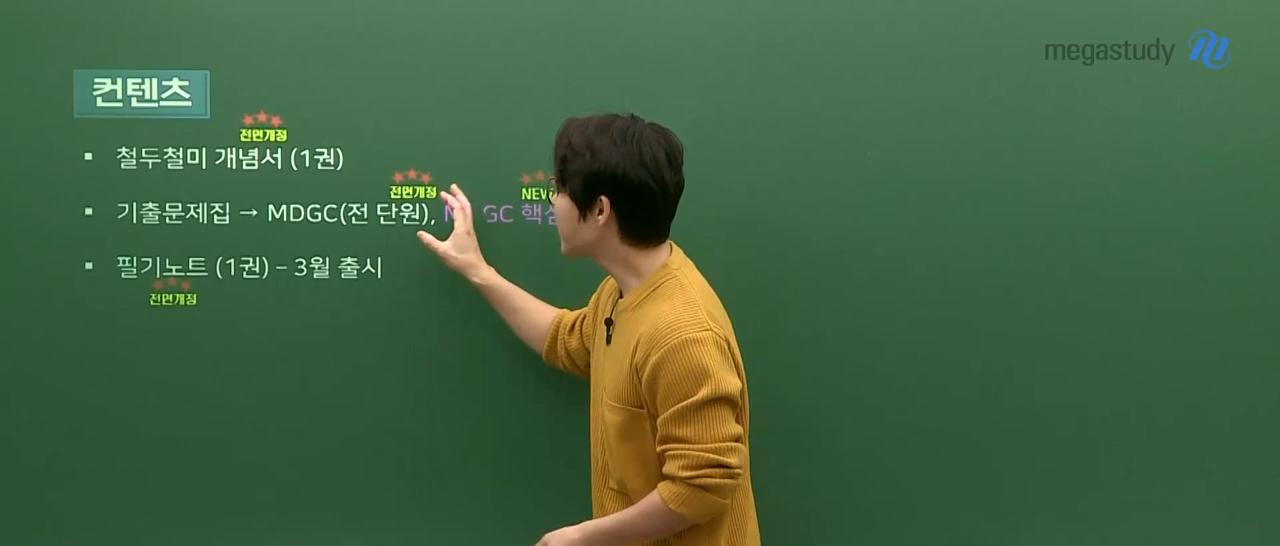 megastudy
컨텐츠
전면개정
철두철미 개념서 (1권)
전면개정 NEW
기출문제집 → MDGC(전 단원), GC
필기노트 (1권) – 3월 출시
전면개정